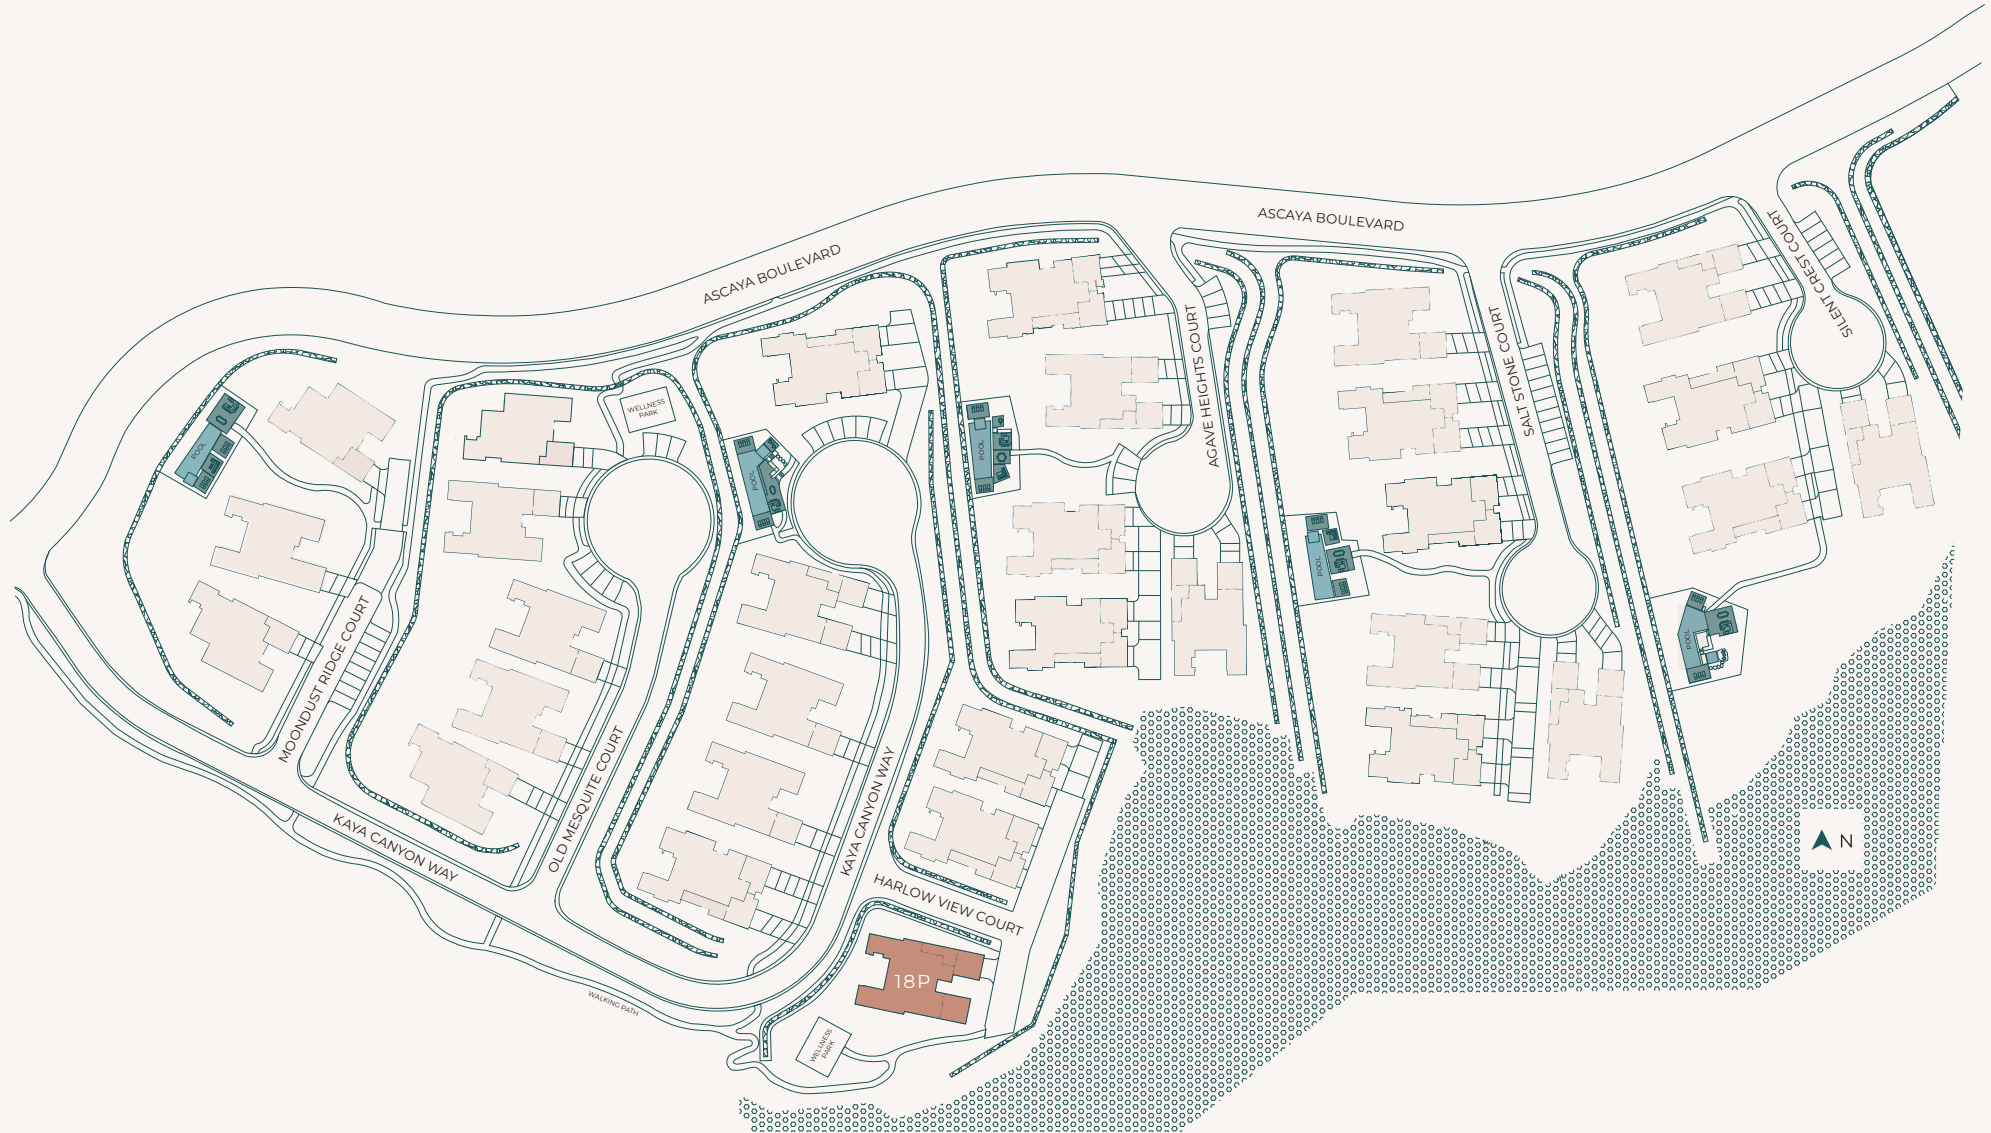 ASCAYA BOULEVARD
ASCAYA BOULEVARD
SILENT CREST COURT
SALT STONE COURT
AGAVE HEIGHTS COURT
WELLNESS
PARK
POOL
POOL
POOL
POOL
POOL
MOONDUST RIDGE COURT
OLD MESQUITE COURT
KAYA CANYON WAY
KAYA CANYON WAY
HARLOW VIEW COURT
18P
WALKING PATH
WELLNESS
PARK
N